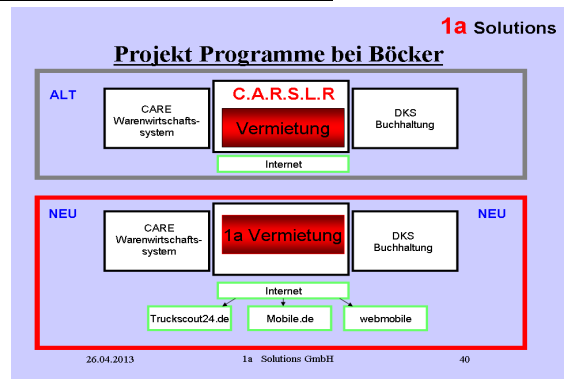 1a Solutions
Projekt Programme bei Böcker
ALT
CARE
Warenwirtschafts-
system
C.A.R.S.L.R
Vermietung
DKS
Buchhaltung
Internet
NEU
NEU
CARE
Warenwirtschafts-
system
1a Vermietung
DKS
Buchhaltung
Internet
Truckscout24.de
Mobile.de
webmobile
26.04.2013
1a Solutions GmbH
40